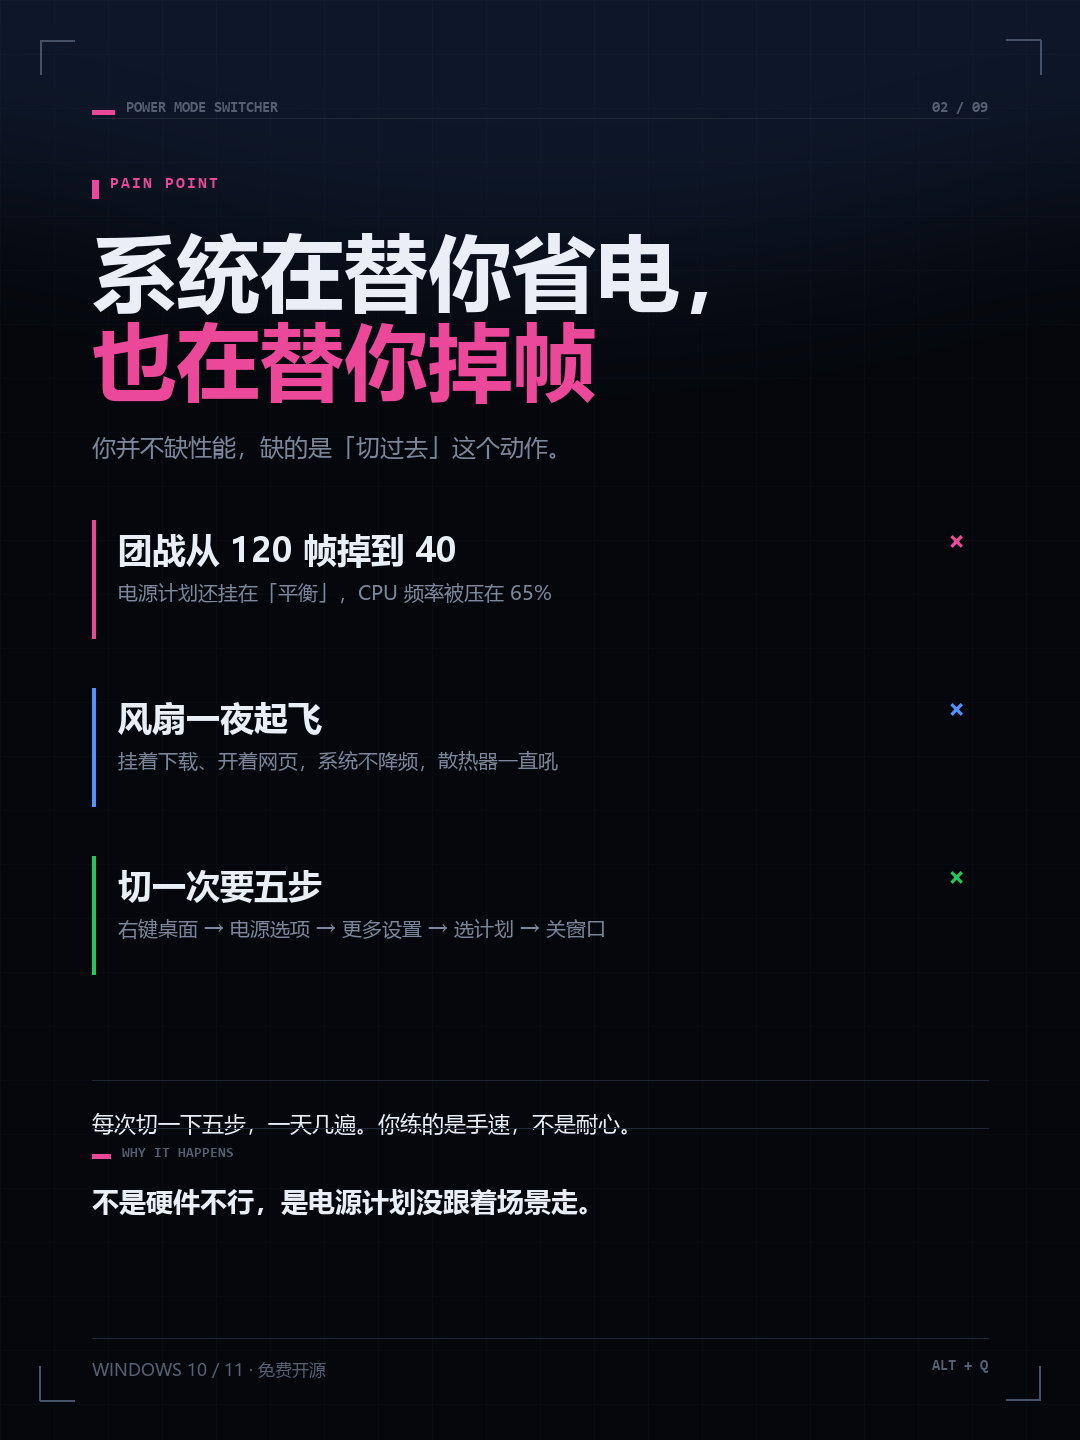 POWER MODE SWITCHER
02 / 09
PAIN POINT
系统在替你省电，
也在替你掉帧
你并不缺性能，缺的是「切过去」这个动作。
团战从 120 帧掉到 40
×
电源计划还挂在「平衡」，CPU 频率被压在 65%
风扇一夜起飞
×
挂着下载、开着网页，系统不降频，散热器一直吼
切一次要五步
×
右键桌面 → 电源选项 → 更多设置 → 选计划 → 关窗口
每次切一下五步，一天几遍。你练的是手速，不是耐心。
WHY IT HAPPENS
不是硬件不行，是电源计划没跟着场景走。
WINDOWS 10 / 11 · 免费开源
ALT + Q